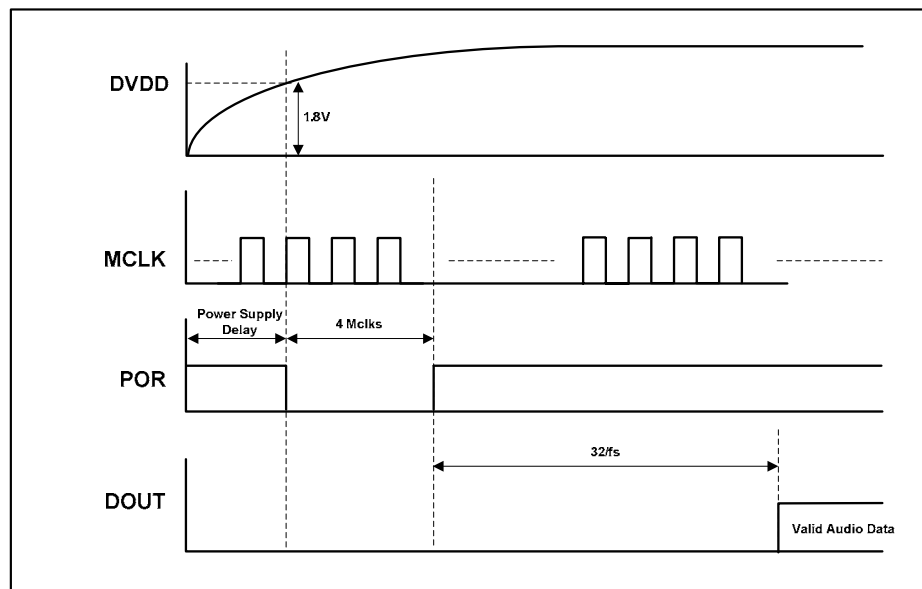 DVDD
1.8V
MCLK
Power Supply
Delay
4 Mclks
POR
32/fs
DOUT
Valid Audio Data